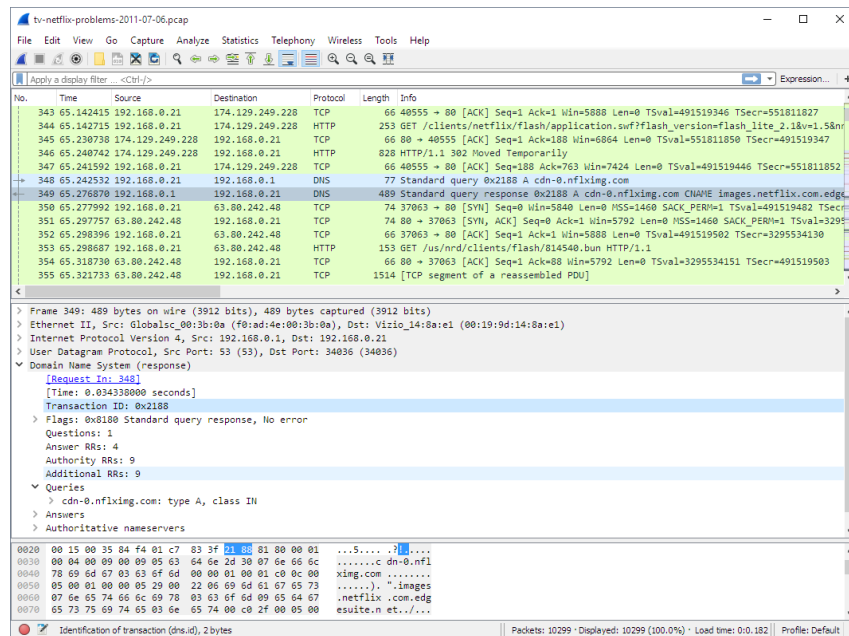 tv-netflix-problems-2011-07-06.pcap
File Edit View Go Capture Analyze Statistics Telephony Wireless Tools Help
Apply a display filter ... <Ctrl-/> Expression... +
No. Time Source Destination Protocol Length Info
343 65.142415 192.168.0.21 174.129.249.228 TCP 66 40555 → 80 [ACK] Seq=1 Ack=1 Win=5888 Len=0 TSval=491519346 TSecr=551811827
344 65.142715 192.168.0.21 174.129.249.228 HTTP 253 GET /clients/netflix/flash/application.swf?flash_version=flash_lite_2.1&v=1.5&nr
345 65.230738 174.129.249.228 192.168.0.21 TCP 66 80 → 40555 [ACK] Seq=1 Ack=188 Win=6864 Len=0 TSval=551811850 TSecr=491519347
346 65.240742 174.129.249.228 192.168.0.21 HTTP 828 HTTP/1.1 302 Moved Temporarily
347 65.241592 192.168.0.21 174.129.249.228 TCP 66 40555 → 80 [ACK] Seq=188 Ack=763 Win=7424 Len=0 TSval=491519446 TSecr=551811852
348 65.242532 192.168.0.21 192.168.0.1 DNS 77 Standard query 0x2188 A cdn-0.nflximg.com
349 65.276870 192.168.0.1 192.168.0.21 DNS 489 Standard query response 0x2188 A cdn-0.nflximg.com CNAME images.netflix.com.edge
350 65.277992 192.168.0.21 63.80.242.48 TCP 74 37063 → 80 [SYN] Seq=0 Win=5840 Len=0 MSS=1460 SACK_PERM=1 TSval=491519482 TSecr
351 65.297757 63.80.242.48 192.168.0.21 TCP 74 80 → 37063 [SYN, ACK] Seq=0 Ack=1 Win=5792 Len=0 MSS=1460 SACK_PERM=1 TSval=3295
352 65.298396 192.168.0.21 63.80.242.48 TCP 66 37063 → 80 [ACK] Seq=1 Ack=1 Win=5888 Len=0 TSval=491519502 TSecr=3295534130
353 65.298687 192.168.0.21 63.80.242.48 HTTP 153 GET /us/nrd/clients/flash/814540.bun HTTP/1.1
354 65.318730 63.80.242.48 192.168.0.21 TCP 66 80 → 37063 [ACK] Seq=1 Ack=88 Win=5792 Len=0 TSval=3295534151 TSecr=491519503
355 65.321733 63.80.242.48 192.168.0.21 TCP 1514 [TCP segment of a reassembled PDU]
Frame 349: 489 bytes on wire (3912 bits), 489 bytes captured (3912 bits)
Ethernet II, Src: Globalsc_00:3b:0a (f0:ad:4e:00:3b:0a), Dst: Vizio_14:8a:e1 (00:19:9d:14:8a:e1)
Internet Protocol Version 4, Src: 192.168.0.1, Dst: 192.168.0.21
User Datagram Protocol, Src Port: 53 (53), Dst Port: 34036 (34036)
Domain Name System (response)
[Request In: 348]
[Time: 0.034338000 seconds]
Transaction ID: 0x2188
Flags: 0x8180 Standard query response, No error
Questions: 1
Answer RRs: 4
Authority RRs: 9
Additional RRs: 9
Queries
cdn-0.nflximg.com: type A, class IN
Answers
Authoritative nameservers
0020 00 15 00 35 84 f4 01 c7 83 3f 21 88 81 80 00 01 ...5.... .?!.....
0030 00 04 00 09 00 09 05 63 64 6e 2d 30 07 6e 66 6c .......c dn-0.nfl
0040 78 69 6d 67 03 63 6f 6d 00 00 01 00 01 c0 0c 00 ximg.com ........
0050 05 00 01 00 00 05 29 00 22 06 69 6d 61 67 65 73 ......). ".images
0060 07 6e 65 74 66 6c 69 78 03 63 6f 6d 09 65 64 67 .netflix .com.edg
0070 65 73 75 69 74 65 03 6e 65 74 00 c0 2f 00 05 00 esuite.n et../...
Identification of transaction (dns.id), 2 bytes Packets: 10299 · Displayed: 10299 (100.0%) · Load time: 0:0.182 Profile: Default